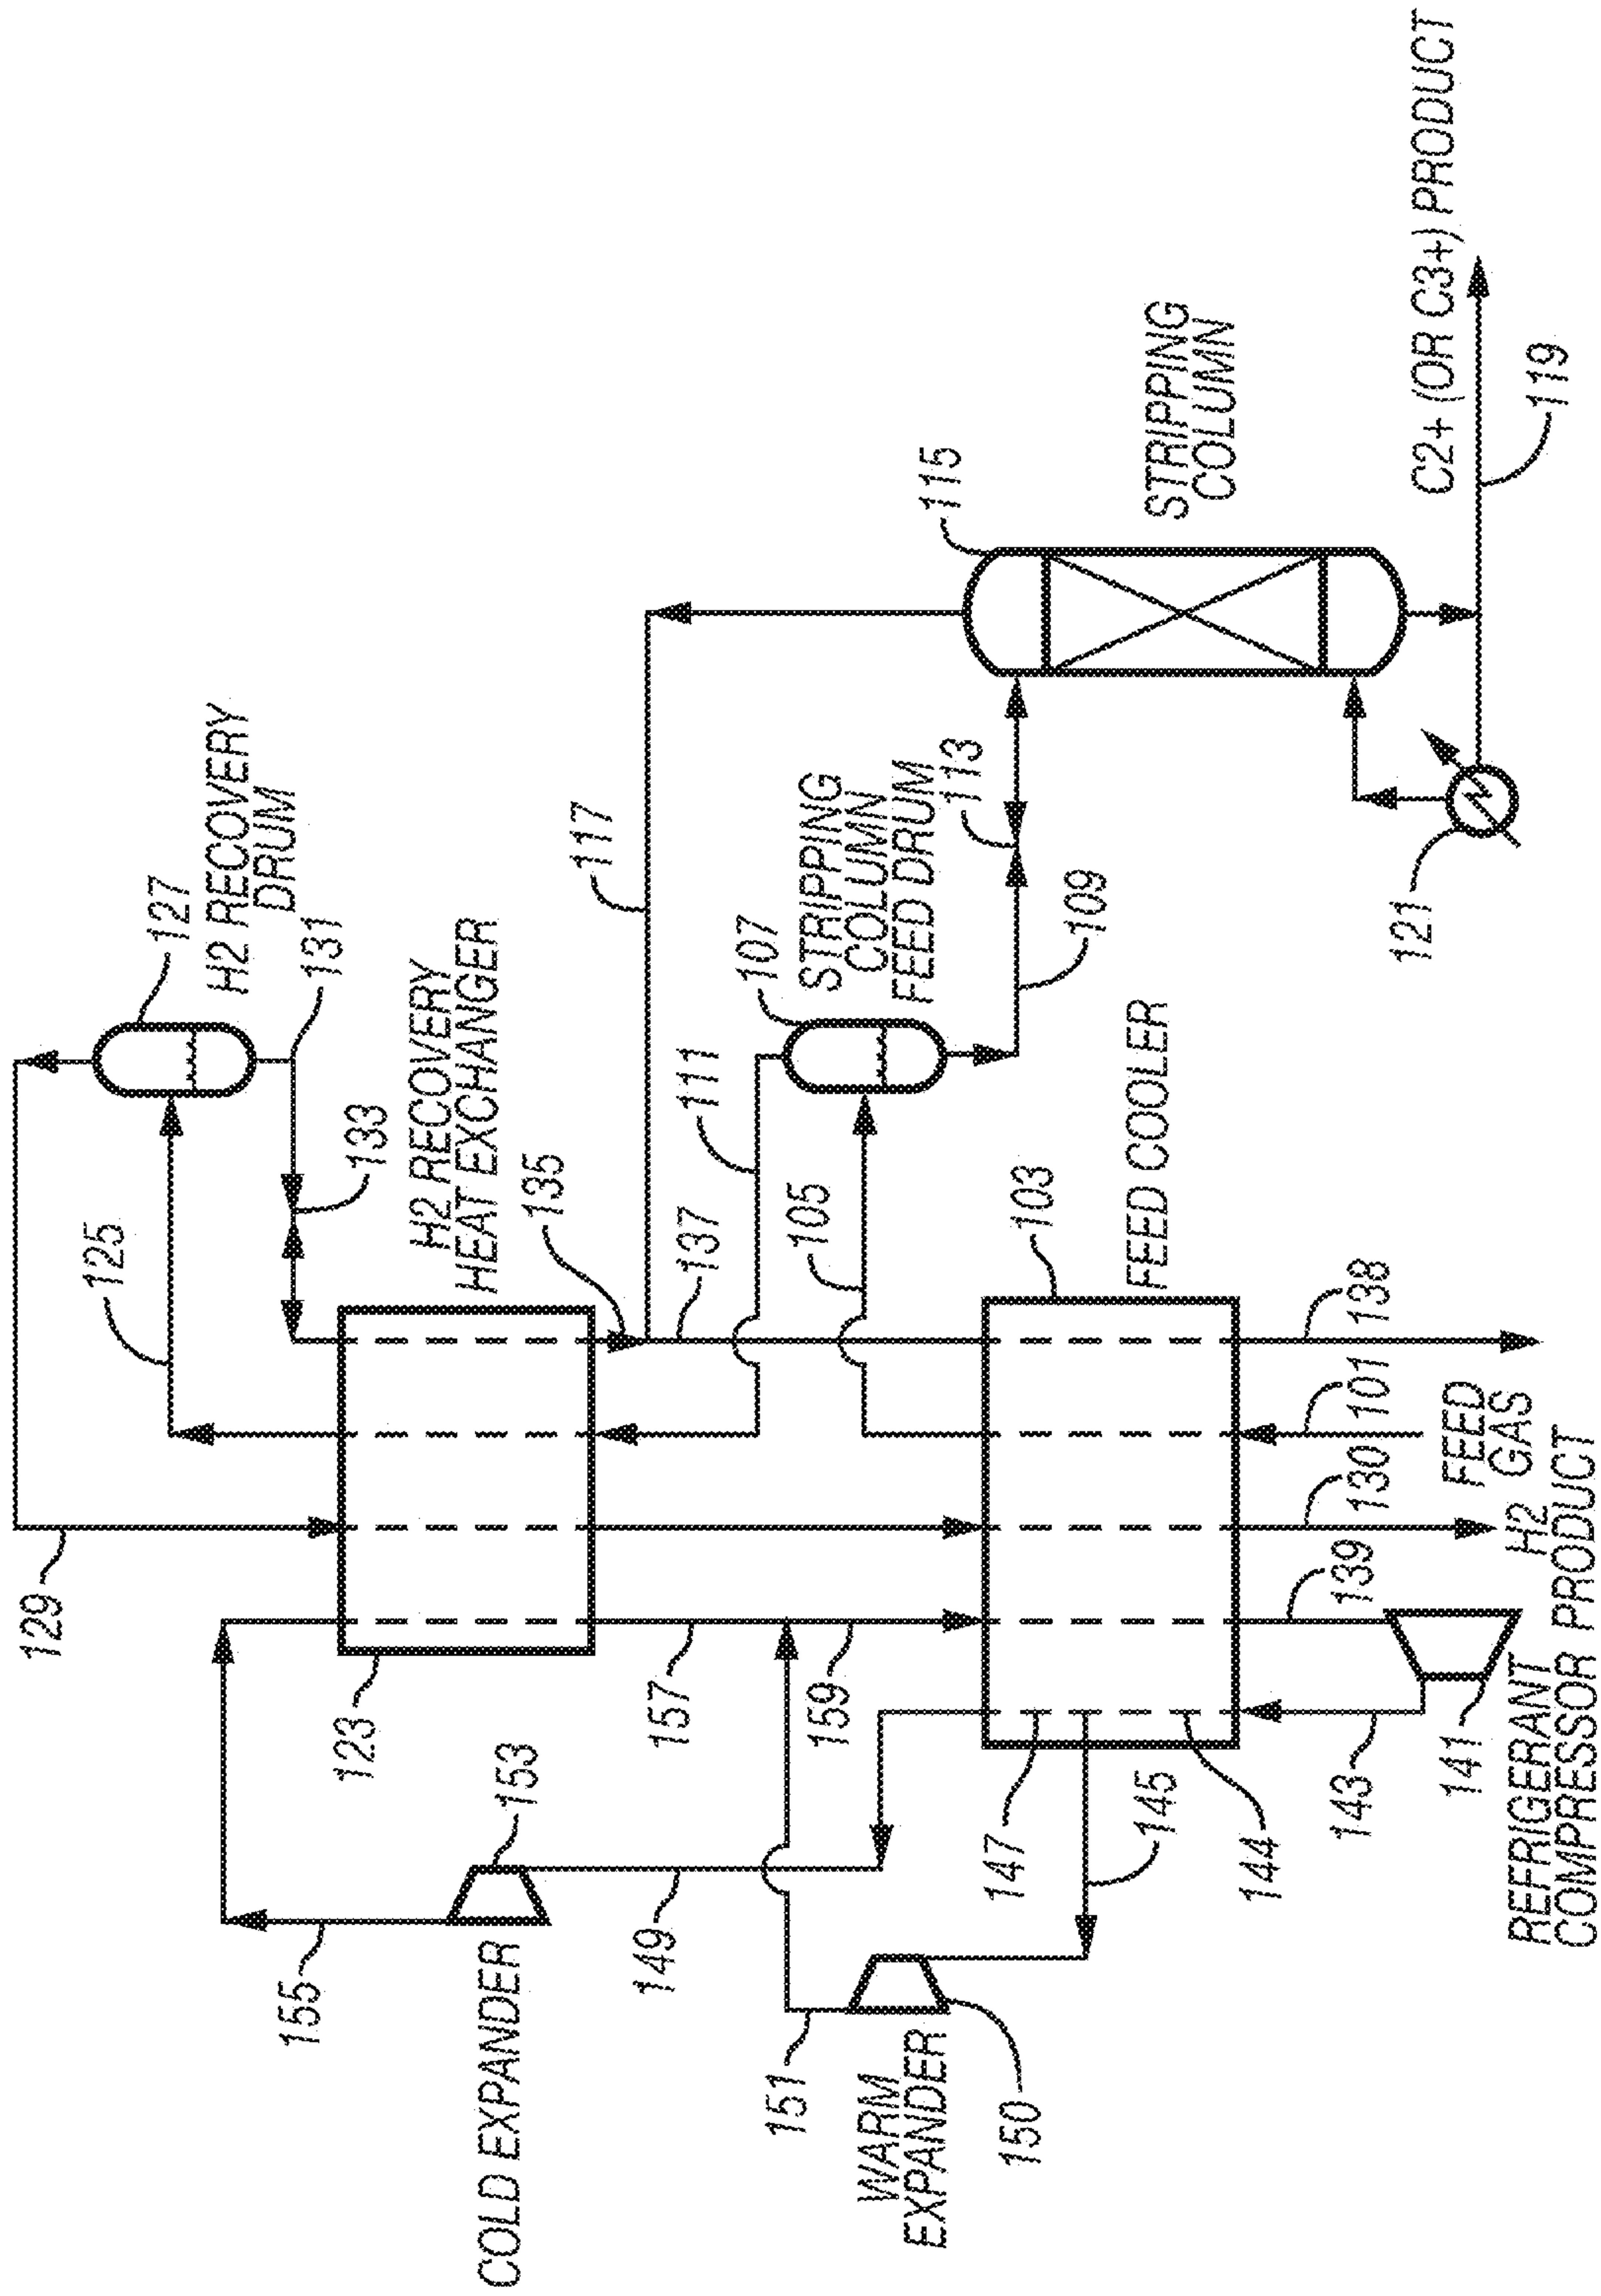 129
127
H2 RECOVERY
DRUM
125
131
133
155
123
H2 RECOVERY
HEAT EXCHANGER
COLD EXPANDER
153
135
117
149
157
137
111
107
STRIPPING
COLUMN
FEED DRUM
113
115
151
159
105
WARM
EXPANDER
150
147
145
144
103
109
FEED COOLER
STRIPPING
COLUMN
143
139
130
101
138
121
141
FEED
GAS
H2
PRODUCT
REFRIGERANT
COMPRESSOR
C2+ (OR C3+) PRODUCT
119